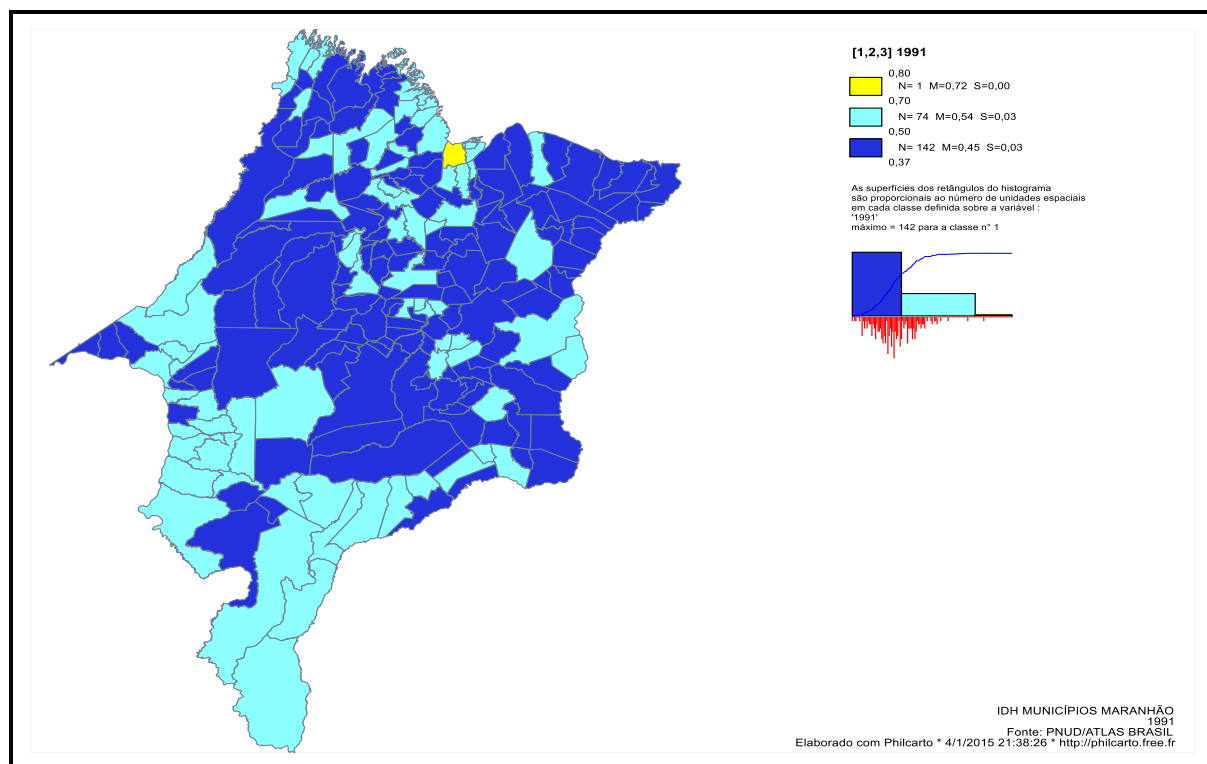 [1,2,3] 1991
0,80
N= 1 M=0,72 S=0,00
0,70
N= 74 M=0,54 S=0,03
0,50
N= 142 M=0,45 S=0,03
0,37
As superfícies dos retângulos do histograma
são proporcionais ao número de unidades espaciais
em cada classe definida sobre a variável :
'1991'
máximo = 142 para a classe n° 1
IDH MUNICÍPIOS MARANHÃO
1991
Fonte: PNUD/ATLAS BRASIL
Elaborado com Philcarto * 4/1/2015 21:38:26 * http://philcarto.free.fr